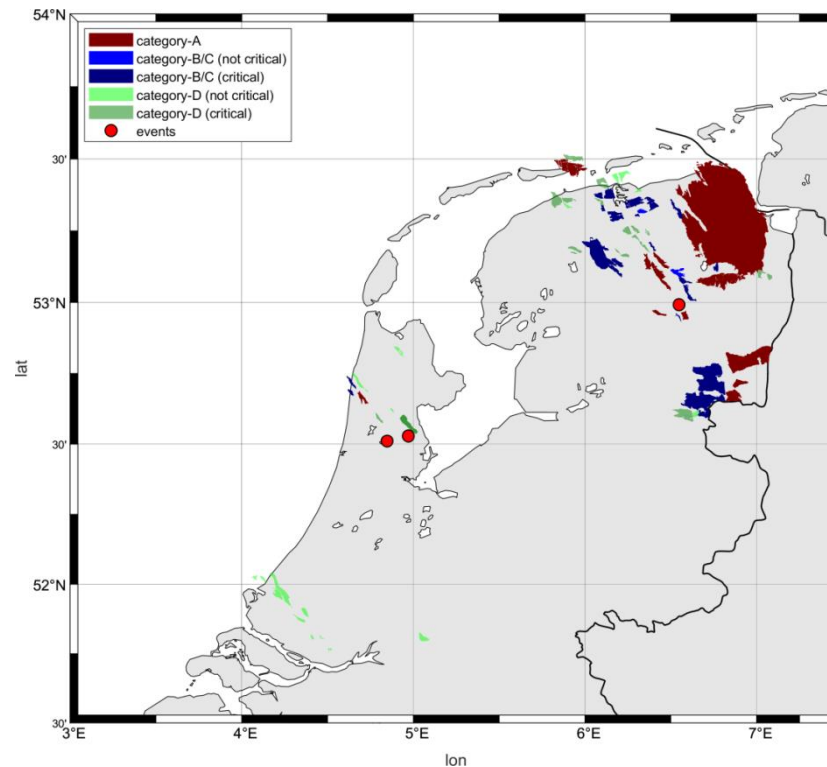 54°N
category-A
category-B/C (not critical)
category-B/C (critical)
category-D (not critical)
category-D (critical)
events
30'
53°N
lat
30'
52°N
30'
3°E
4°E
5°E
6°E
7°E
lon